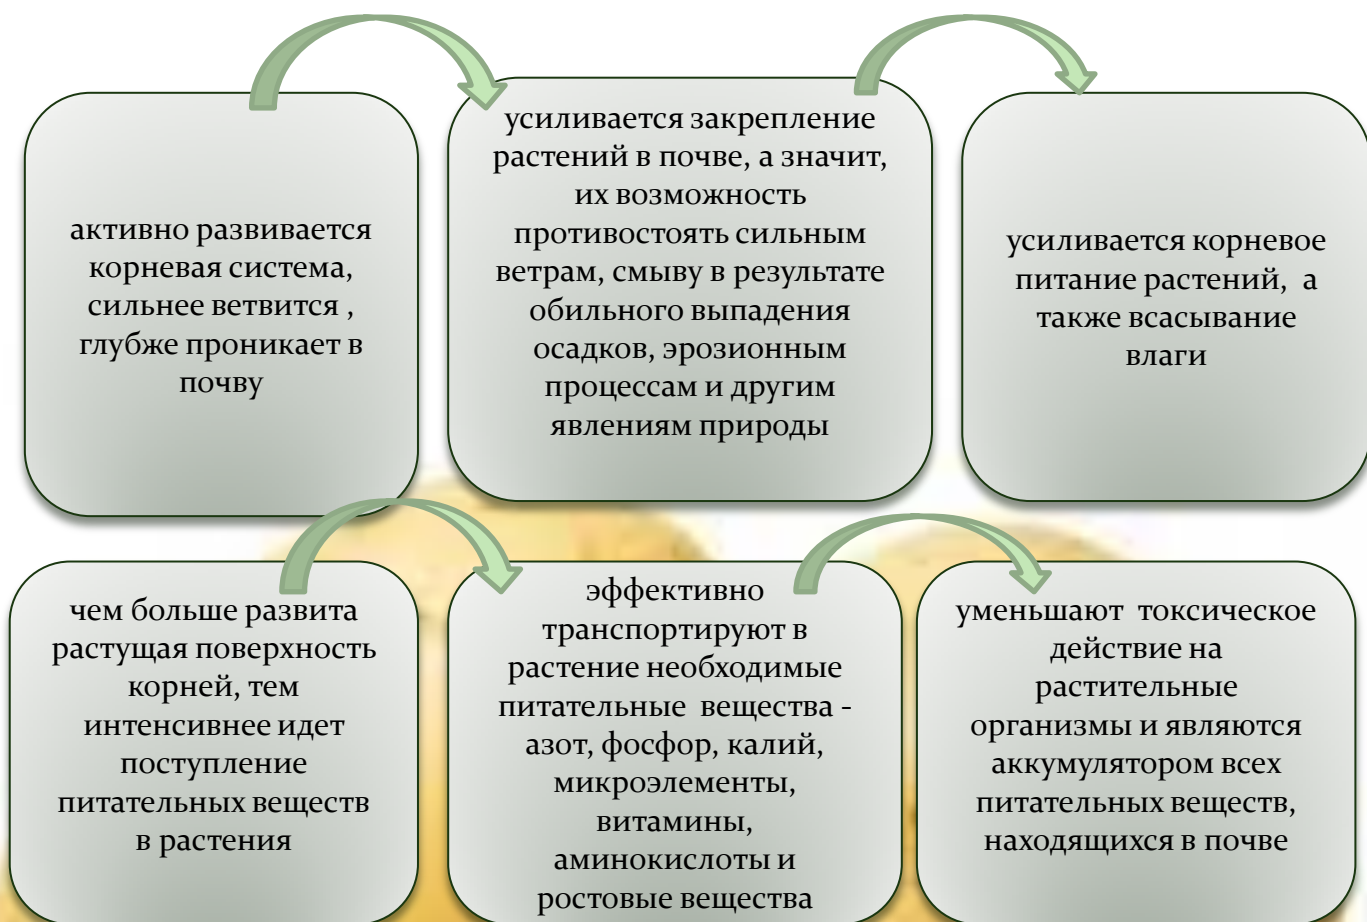 активно развивается
корневая система,
сильнее ветвится ,
глубже проникает в
почву
усиливается закрепление
растений в почве, а значит,
их возможность
противостоять сильным
ветрам, смыву в результате
обильного выпадения
осадков, эрозионным
процессам и другим
явлениям природы
усиливается корневое
питание растений,  а
также всасывание
влаги
чем больше развита
растущая поверхность
корней, тем
интенсивнее идет
поступление
питательных веществ
в растения
эффективно
транспортируют в
растение необходимые
питательные  вещества -
азот, фосфор, калий,
микроэлементы,
витамины,
аминокислоты и
ростовые вещества
уменьшают  токсическое
действие на
растительные
организмы и являются
аккумулятором всех
питательных веществ,
находящихся в почве